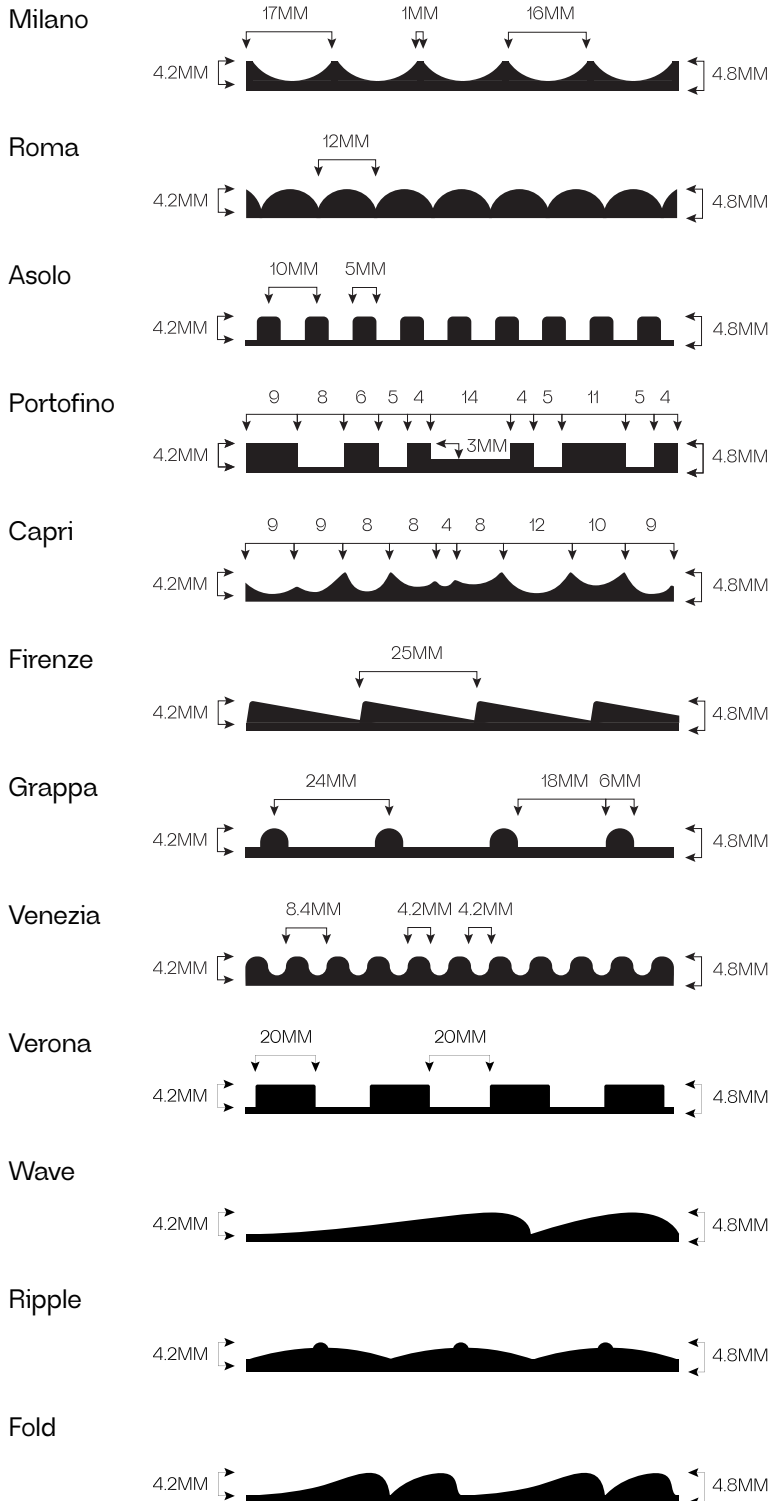 Milano
17MM 1MM 16MM
4.2MM 4.8MM
Roma
12MM
4.2MM 4.8MM
Asolo
10MM 5MM
4.2MM 4.8MM
Portofino
9 8 6 5 4 14 4 5 11 5 4
4.2MM 3MM 4.8MM
Capri
9 9 8 8 4 8 12 10 9
4.2MM 4.8MM
Firenze
25MM
4.2MM 4.8MM
Grappa
24MM 18MM 6MM
4.2MM 4.8MM
Venezia
8.4MM 4.2MM 4.2MM
4.2MM 4.8MM
Verona
20MM 20MM
4.2MM 4.8MM
Wave
4.2MM 4.8MM
Ripple
4.2MM 4.8MM
Fold
4.2MM 4.8MM